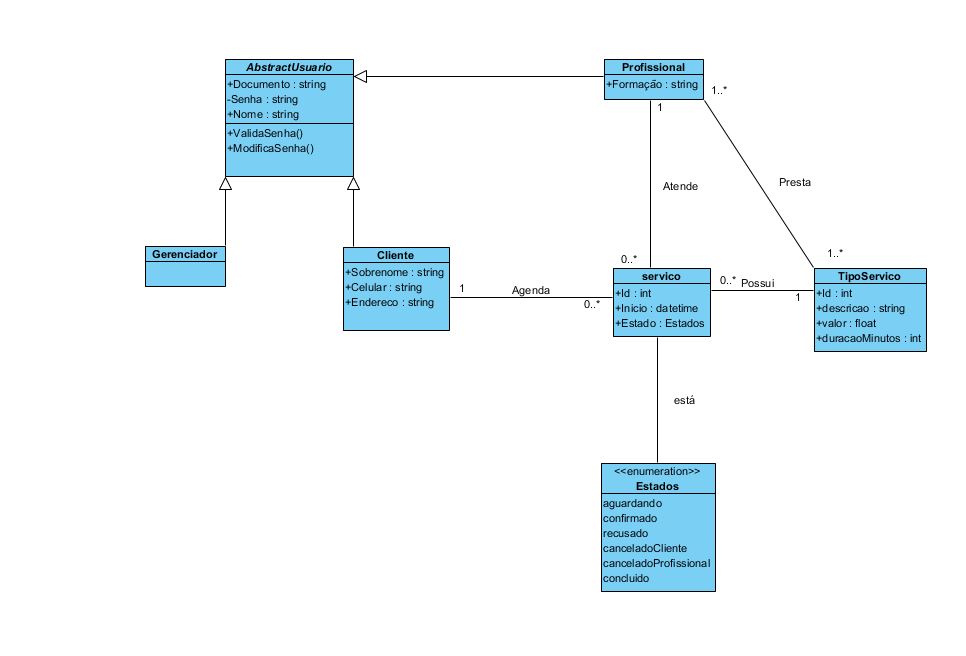 AbstractUsuario
+Documento : string
-Senha : string
+Nome : string
+ValidaSenha()
+ModificaSenha()
Profissional
+Formação : string
1..*
1
Atende
Presta
0..*
1..*
Gerenciador
Cliente
+Sobrenome : string
+Celular : string
+Endereco : string
1
Agenda
0..*
servico
+Id : int
+Inicio : datetime
+Estado : Estados
0..*
Possui
1
TipoServico
+Id : int
+descricao : string
+valor : float
+duracaoMinutos : int
está
<<enumeration>>
Estados
aguardando
confirmado
recusado
canceladoCliente
canceladoProfissional
concluido